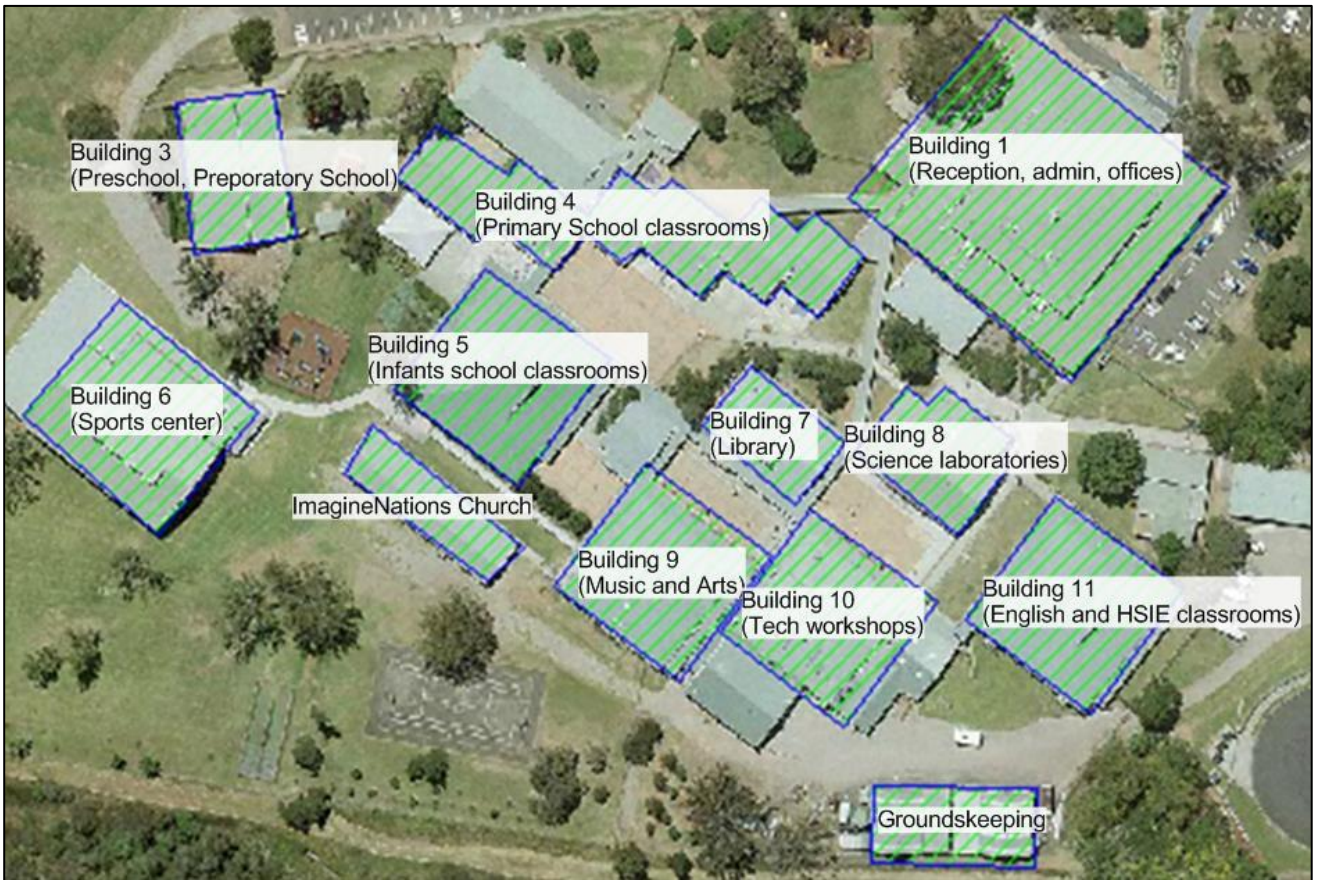 Building 3
(Preschool, Preporatory School)
Building 1
(Reception, admin, offices)
Building 4
(Primary School classrooms)
Building 5
(Infants school classrooms)
Building 6
(Sports center)
Building 7
(Library)
Building 8
(Science laboratories)
ImagineNations Church
Building 9
(Music and Arts)
Building 10
(Tech workshops)
Building 11
(English and HSIE classrooms)
Groundskeeping